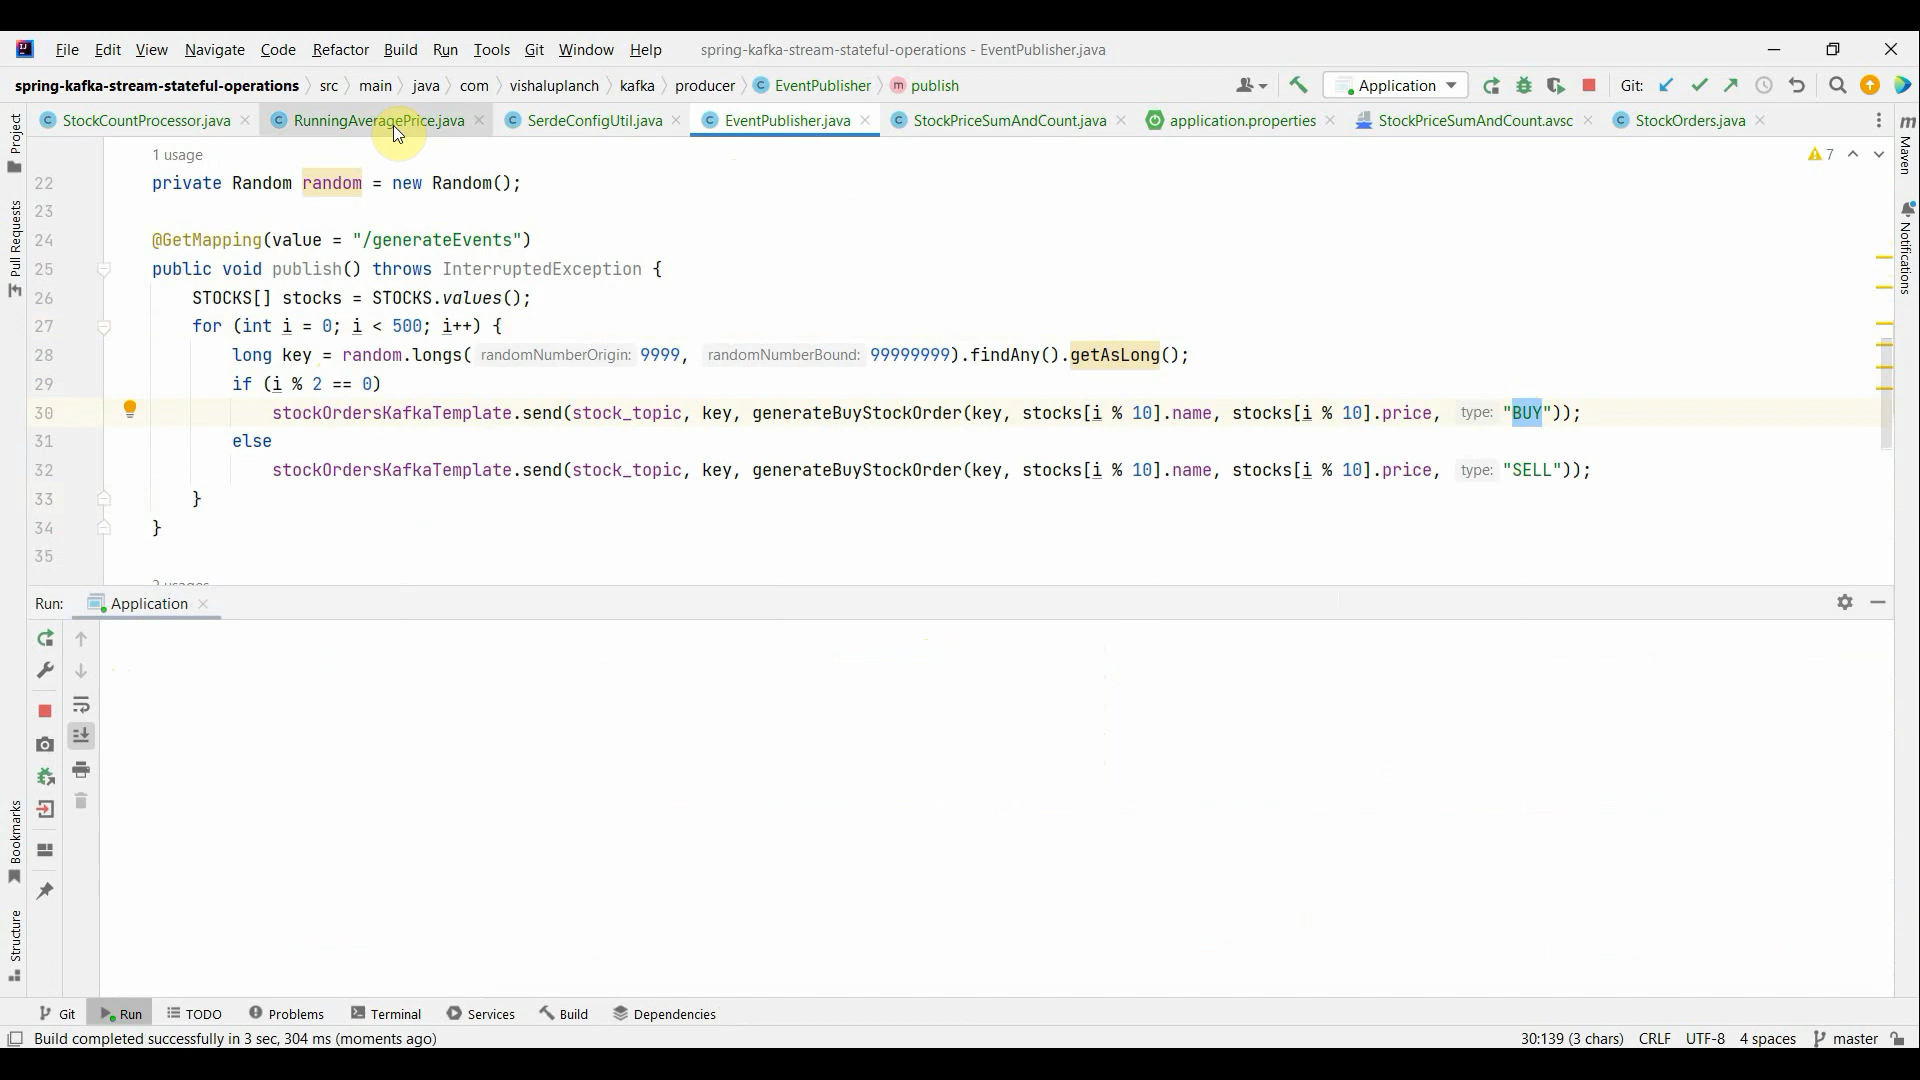 File Edit View Navigate Code Refactor Build Run Tools Git Window Help spring-kafka-stream-stateful-operations - EventPublisher.java
spring-kafka-stream-stateful-operations src main java com vishaluplanch kafka producer EventPublisher publish Application Git:
StockCountProcessor.java RunningAveragePrice.java SerdeConfigUtil.java EventPublisher.java StockPriceSumAndCount.java application.properties StockPriceSumAndCount.avsc StockOrders.java
Project
Pull Requests
Bookmarks
Structure
Maven
Notifications
1 usage
7
22 private Random random = new Random();
23
24 @GetMapping(value = "/generateEvents")
25 public void publish() throws InterruptedException {
26 STOCKS[] stocks = STOCKS.values();
27 for (int i = 0; i < 500; i++) {
28 long key = random.longs( randomNumberOrigin: 9999, randomNumberBound: 99999999).findAny().getAsLong();
29 if (i % 2 == 0)
30 stockOrdersKafkaTemplate.send(stock_topic, key, generateBuyStockOrder(key, stocks[i % 10].name, stocks[i % 10].price, type: "BUY"));
31 else
32 stockOrdersKafkaTemplate.send(stock_topic, key, generateBuyStockOrder(key, stocks[i % 10].name, stocks[i % 10].price, type: "SELL"));
33 }
34 }
35
2 usages
Run: Application
Git Run TODO Problems Terminal Services Build Dependencies
Build completed successfully in 3 sec, 304 ms (moments ago) 30:139 (3 chars) CRLF UTF-8 4 spaces master